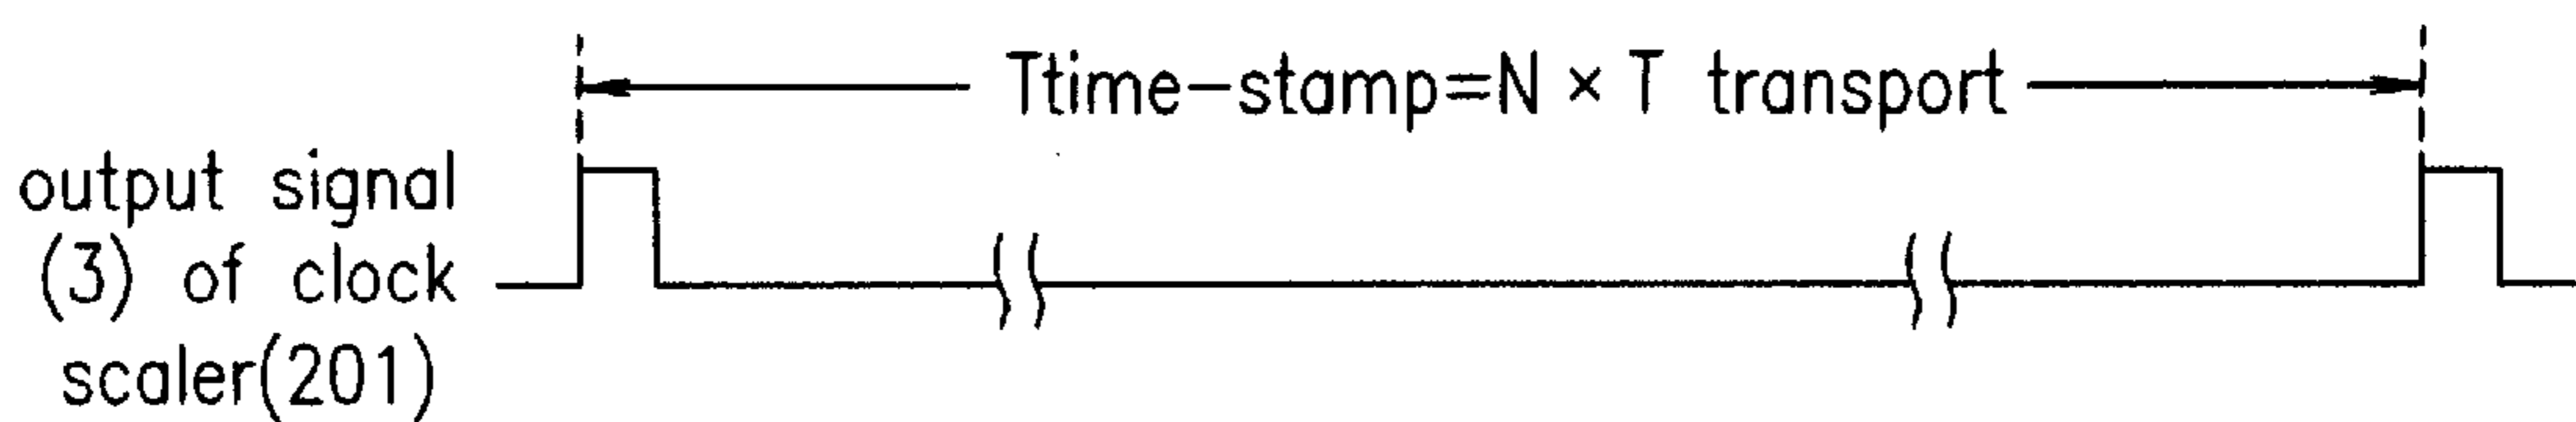 Ttime-stamp=N × T transport
output signal
(3) of clock
scaler(201)